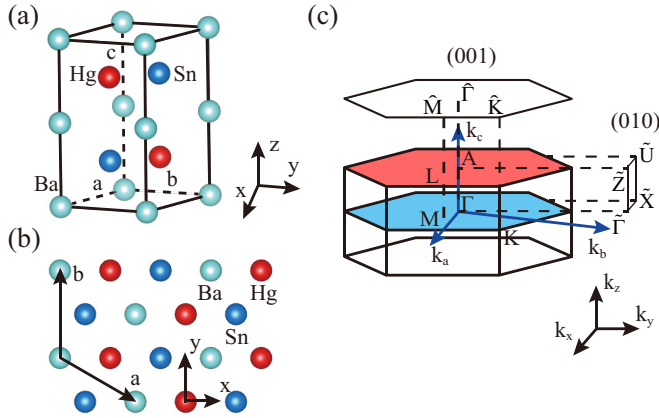 (a)
c
Hg
Sn
z
y
x
Ba
a
b
(b)
b
Ba
Hg
Sn
a
y
x
(c)
(001)
Γ̂
M̂
K̂
k_c
(010)
A
Ũ
L
Z̃
Γ
X̃
M
K
Γ̃
k_a
k_b
k_z
k_x
k_y